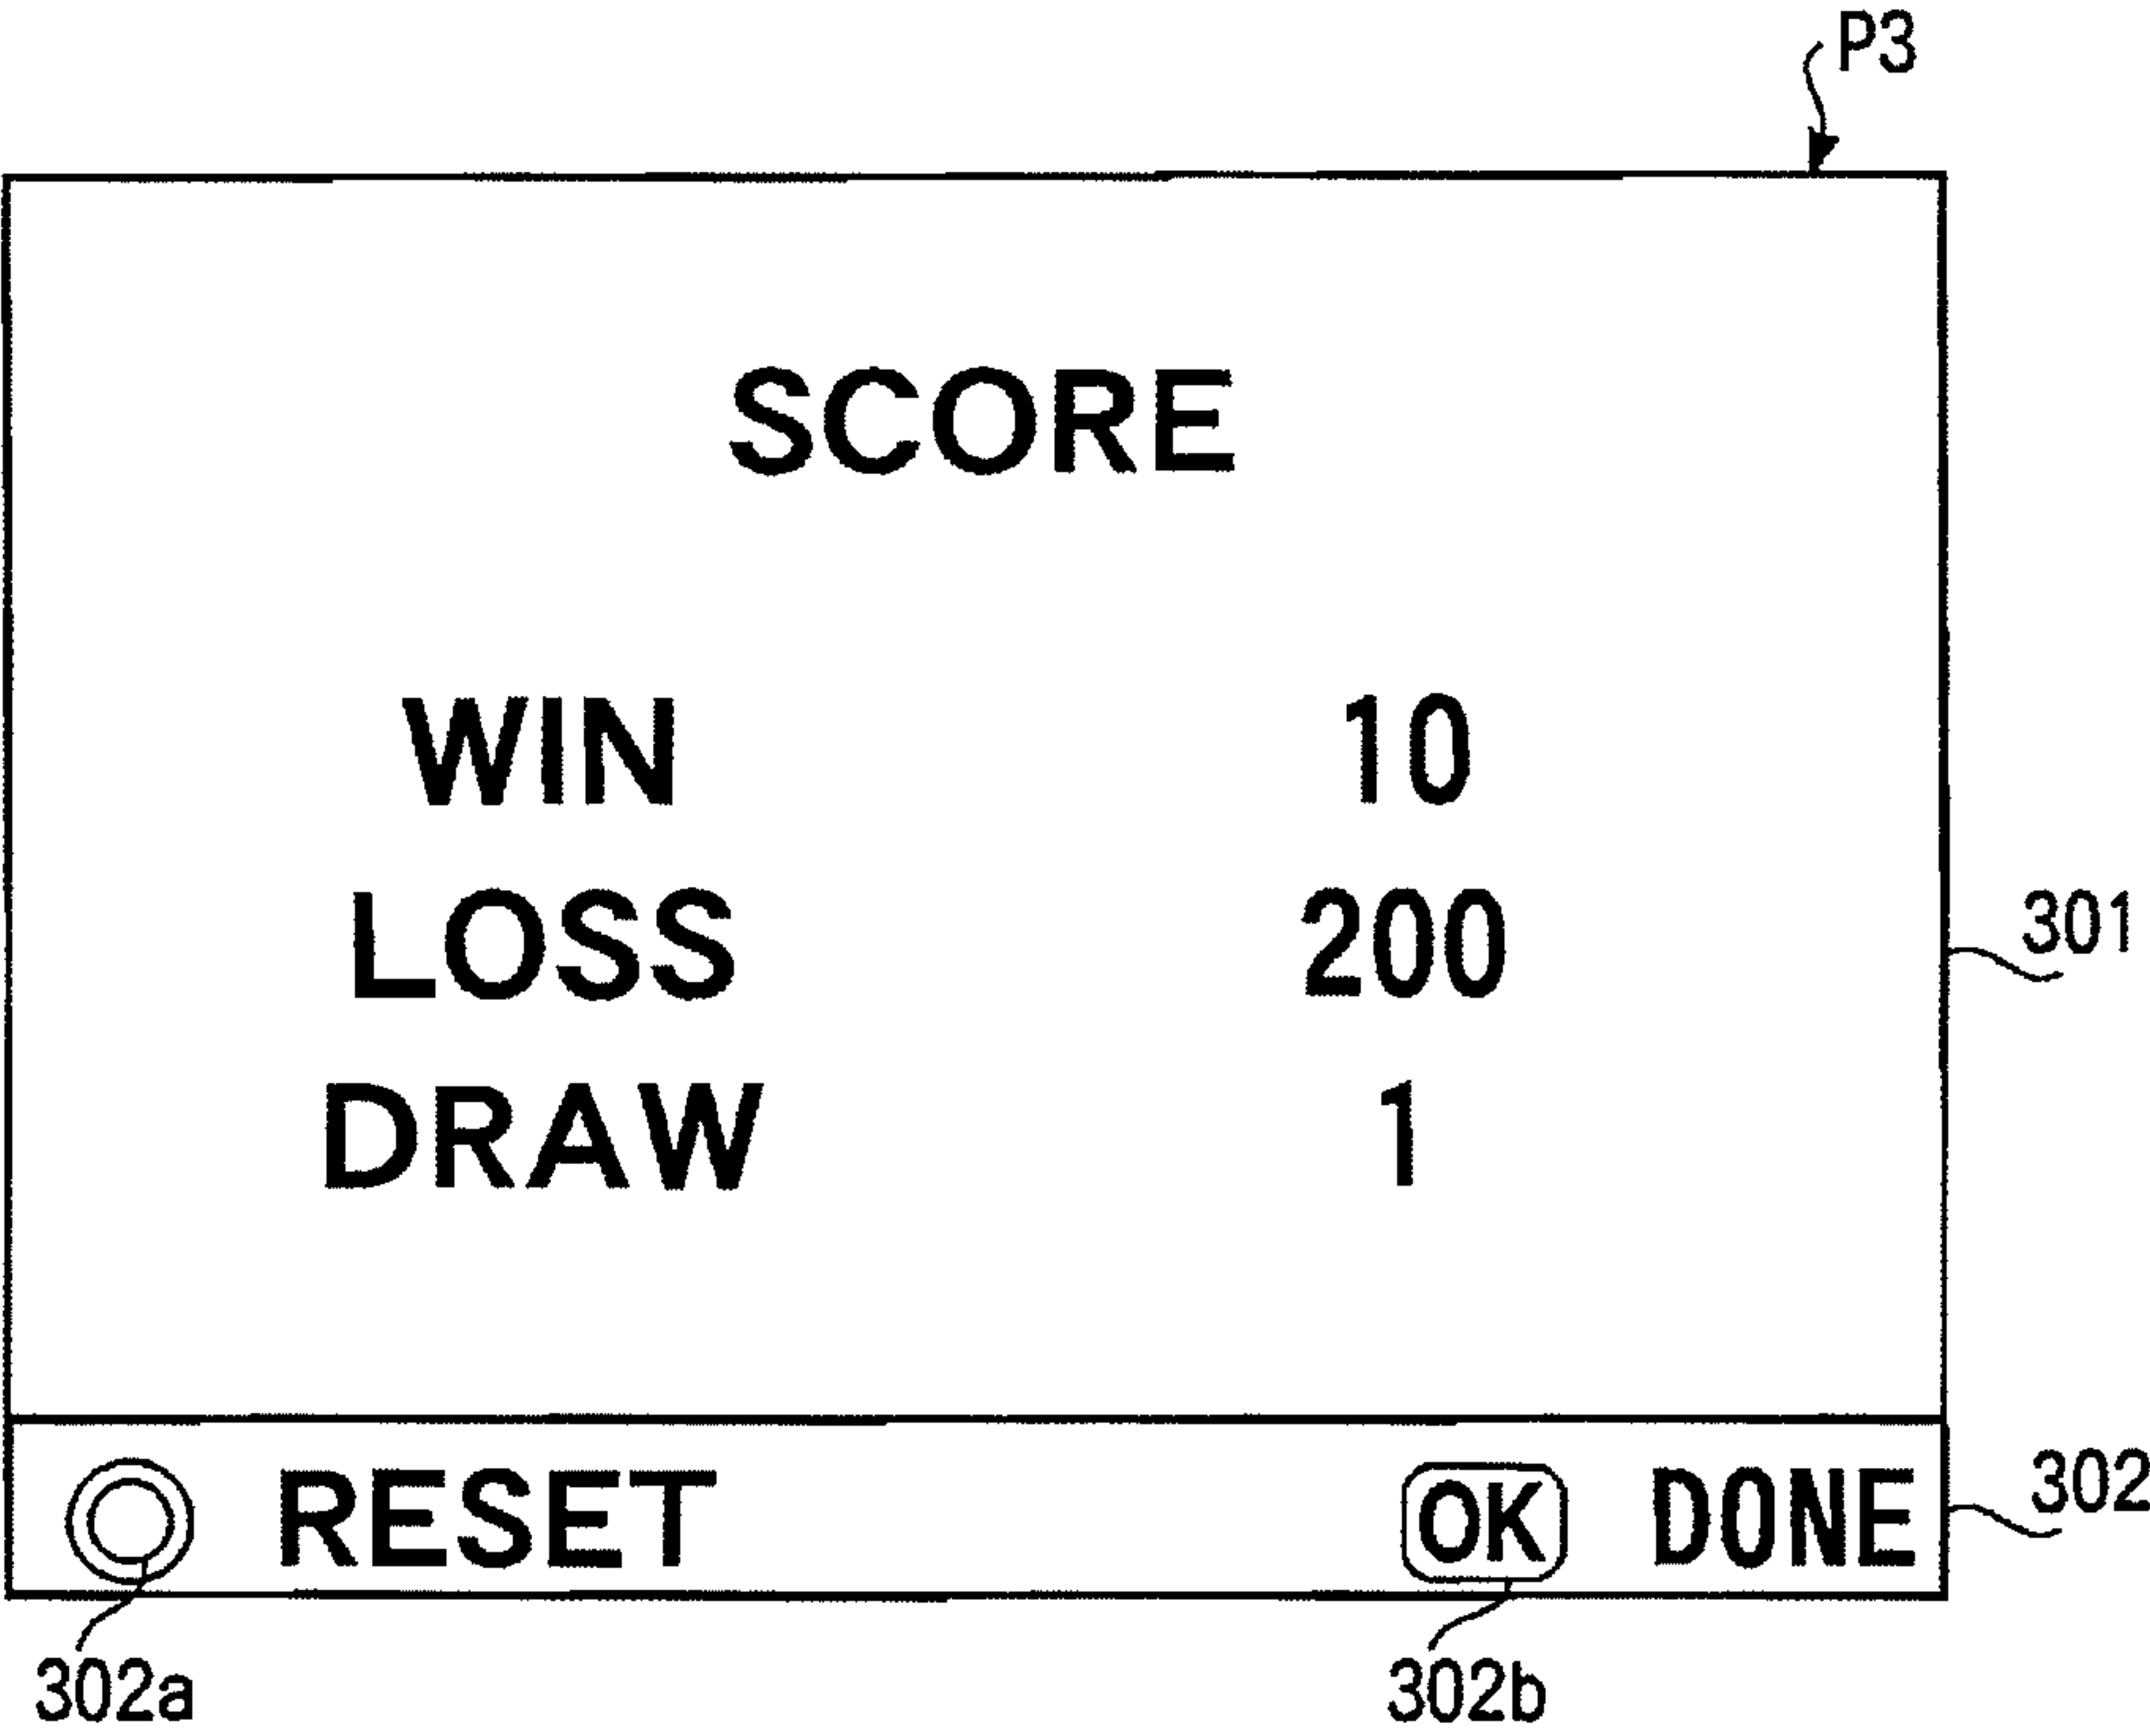 P3
SCORE
WIN 10
LOSS 200
301
DRAW 1
RESET OK DONE
302
302a 302b